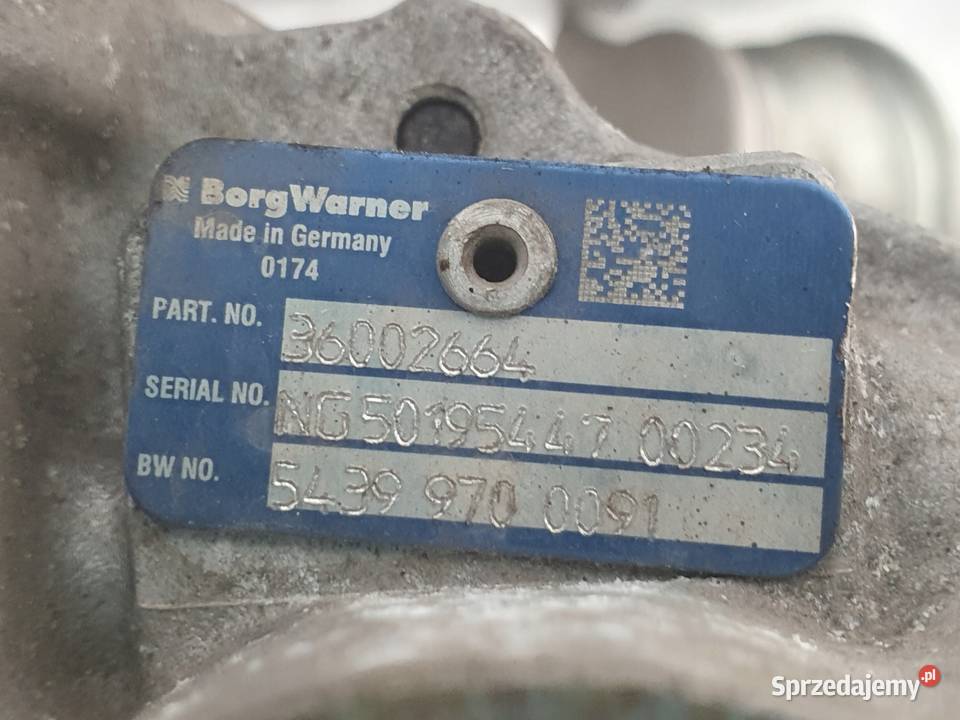 BorgWarner
Made in Germany
0174
PART. NO. 36002664
SERIAL NO. NG50195447 00234
BW NO. 5439 970 0091
Sprzedajemy.pl